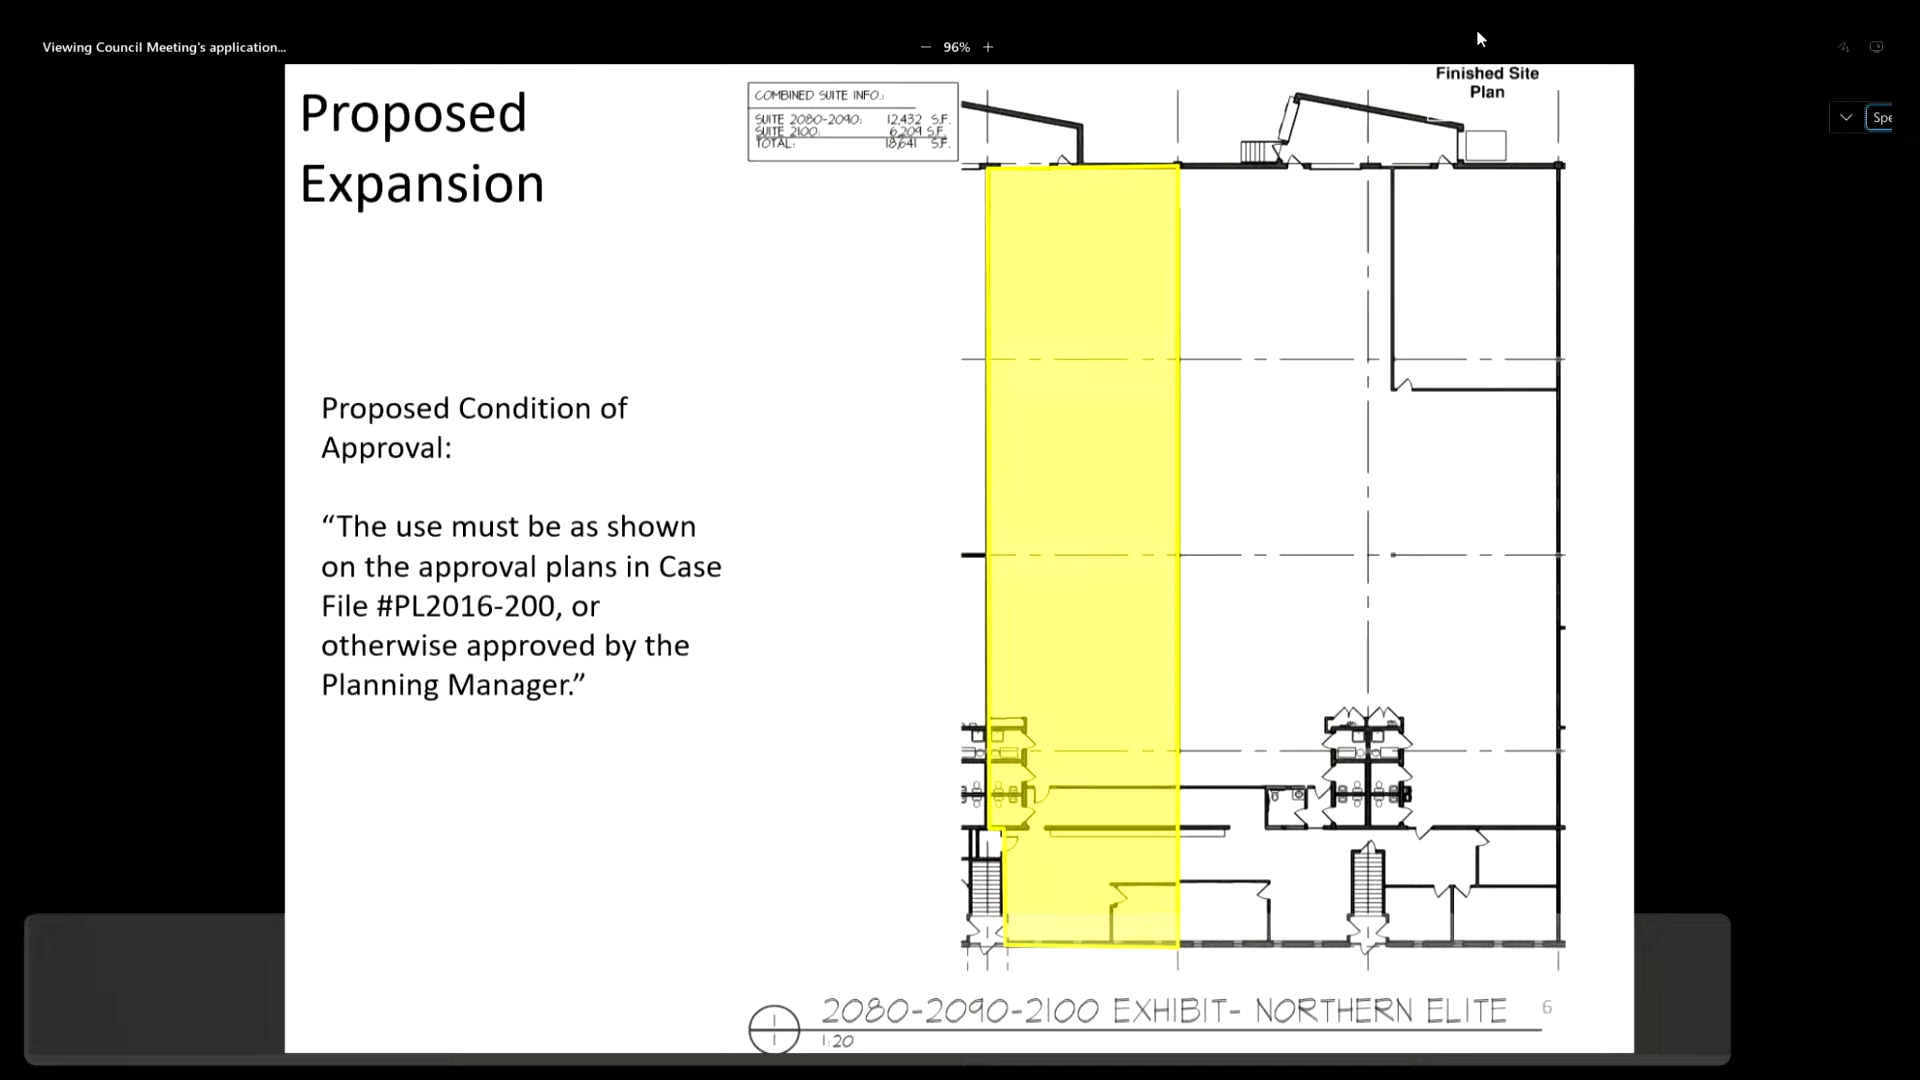 Viewing Council Meeting's application...
96%
Spe
Proposed
Expansion
COMBINED SUITE INFO.:
SUITE 2080-2090: 12,432 S.F.
SUITE 2100: 6,209 S.F.
TOTAL: 18,641 S.F.
Finished Site
Plan
Proposed Condition of
Approval:
“The use must be as shown
on the approval plans in Case
File #PL2016-200, or
otherwise approved by the
Planning Manager.”
2080-2090-2100 EXHIBIT- NORTHERN ELITE
1:20
6